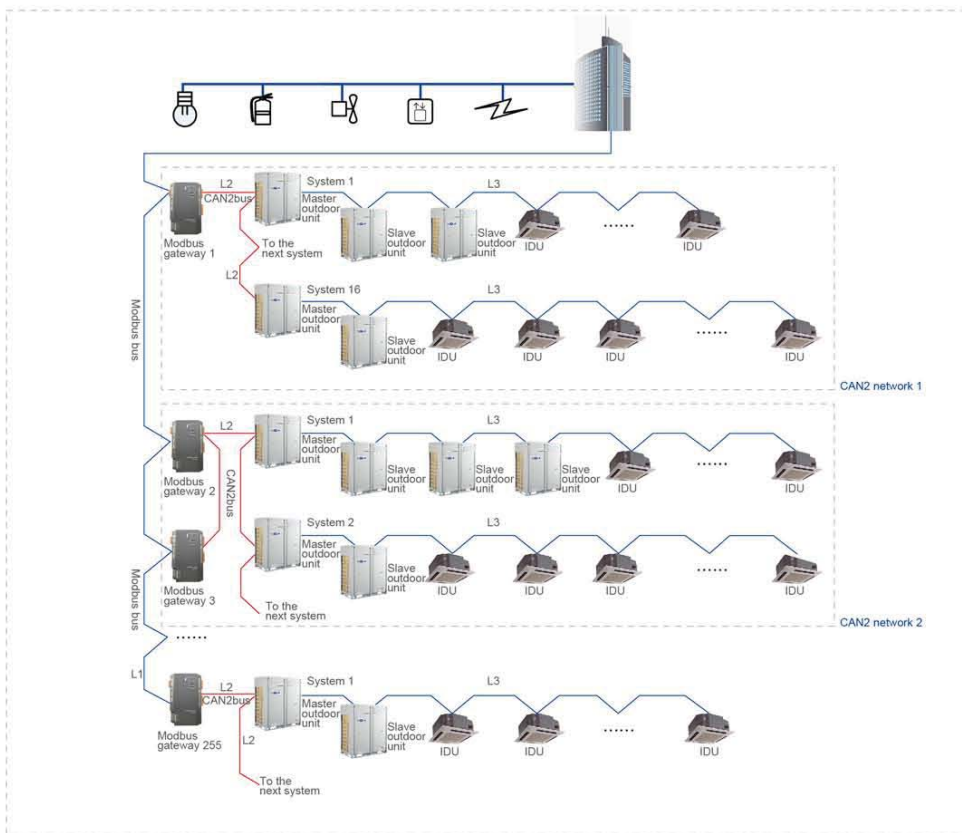 L2
CAN2bus
System 1
Master
outdoor
unit
Slave
outdoor
unit
Slave
outdoor
unit
L3
IDU
......
IDU
Modbus
gateway 1
To the
next system
L2
System 16
Master
outdoor
unit
Slave
outdoor
unit
L3
IDU
IDU
IDU
......
IDU
CAN2 network 1
Modbus bus
L2
CAN2bus
System 1
Master
outdoor
unit
Slave
outdoor
unit
Slave
outdoor
unit
Slave
outdoor
unit
L3
IDU
......
IDU
Modbus
gateway 2
System 2
Master
outdoor
unit
Slave
outdoor
unit
L3
IDU
IDU
IDU
......
IDU
Modbus
gateway 3
To the
next system
CAN2 network 2
Modbus bus
......
L1
L2
CAN2bus
System 1
Master
outdoor
unit
Slave
outdoor
unit
L3
IDU
IDU
......
IDU
Modbus
gateway 255
L2
To the
next system